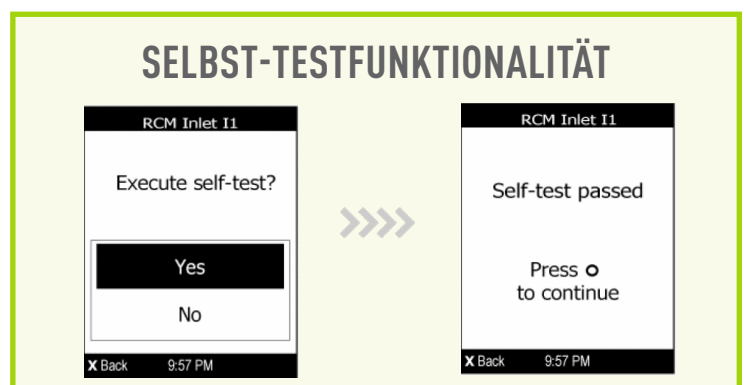 SELBST-TESTFUNKTIONALITÄT
RCM Inlet I1
Execute self-test?
Yes
No
X Back 9:57 PM
RCM Inlet I1
Self-test passed
Press O
to continue
X Back 9:57 PM